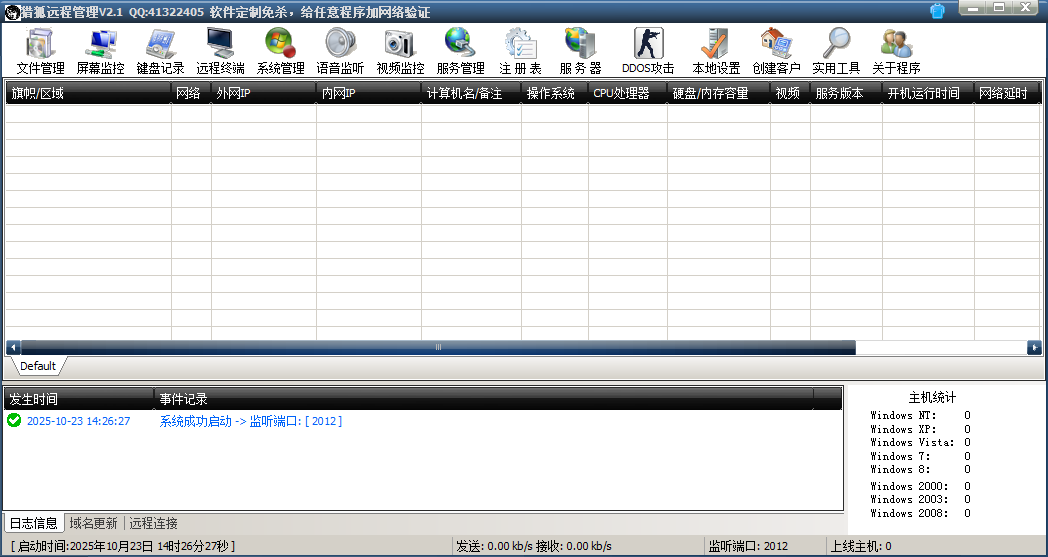 猎狐远程管理V2.1 QQ:41322405 软件定制免杀，给任意程序加网络验证
文件管理 屏幕监控 键盘记录 远程终端 系统管理 语音监听 视频监控 服务管理 注 册 表 服 务 器 DDOS攻击 本地设置 创建客户 实用工具 关于程序
旗帜/区域 网络 外网IP 内网IP 计算机名/备注 操作系统 CPU处理器 硬盘/内存容量 视频 服务版本 开机运行时间 网络延时
Default
发生时间 事件记录
2025-10-23 14:26:27 系统成功启动 -> 监听端口: [ 2012 ]
主机统计
Windows NT: 0
Windows XP: 0
Windows Vista: 0
Windows 7: 0
Windows 8: 0
Windows 2000: 0
Windows 2003: 0
Windows 2008: 0
日志信息 域名更新 远程连接
[ 启动时间:2025年10月23日 14时26分27秒 ] 发送: 0.00 kb/s 接收: 0.00 kb/s 监听端口: 2012 上线主机: 0